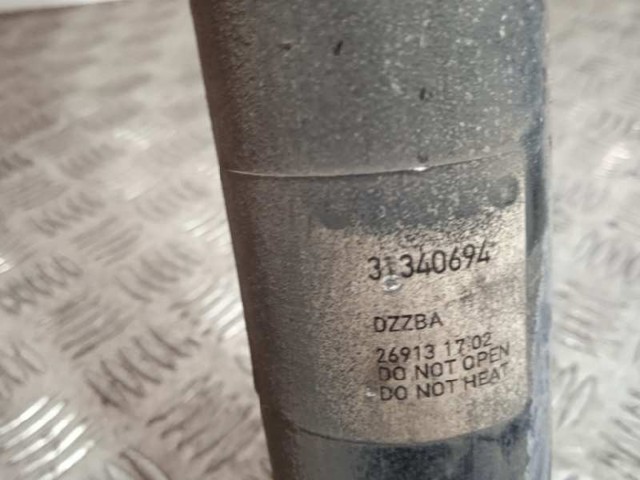 31340694
DZZBA
26913 17:02
DO NOT OPEN
DO NOT HEAT